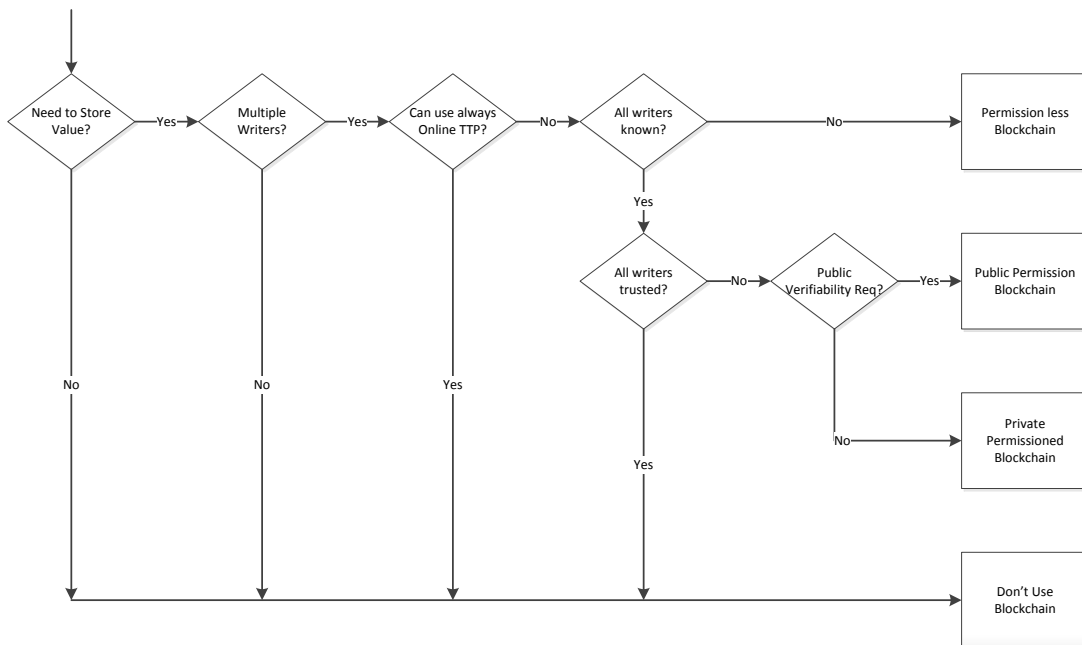 Need to Store
Value?
Yes
Multiple
Writers?
Yes
Can use always
Online TTP?
No
All writers
known?
No
Permission less
Blockchain
Yes
All writers
trusted?
No
Public
Verifiability Req?
Yes
Public Permission
Blockchain
No
No
Yes
No
Private
Permissioned
Blockchain
Yes
Don't Use
Blockchain